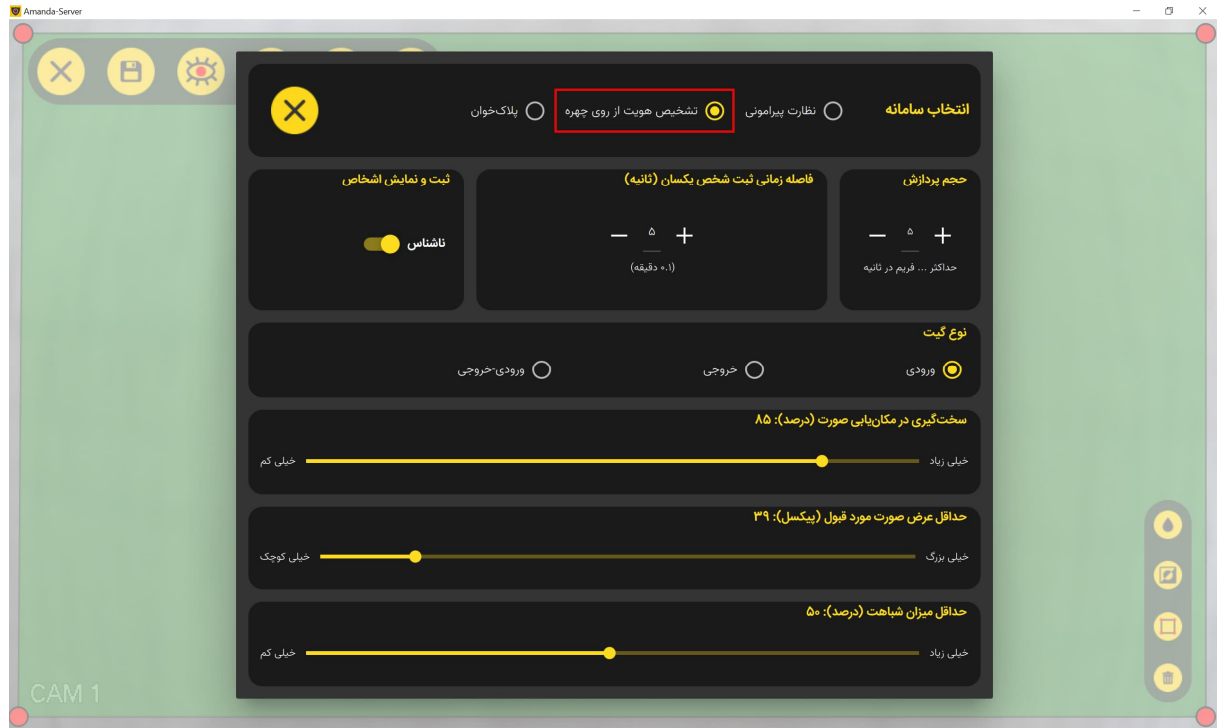 Amanda-Server
انتخاب سامانه
نظارت پیرامونی
تشخیص هویت از روی چهره
پلاک‌خوان
حجم پردازش
۵
حداکثر ... فریم در ثانیه
فاصله زمانی ثبت شخص یکسان (ثانیه)
۵
(۰.۱ دقیقه)
ثبت و نمایش اشخاص
ناشناس
نوع گیت
ورودی
خروجی
ورودی-خروجی
سخت‌گیری در مکان‌یابی صورت (درصد): ۸۵
خیلی زیاد
خیلی کم
حداقل عرض صورت مورد قبول (پیکسل): ۳۹
خیلی بزرگ
خیلی کوچک
حداقل میزان شباهت (درصد): ۵۰
خیلی زیاد
خیلی کم
CAM 1